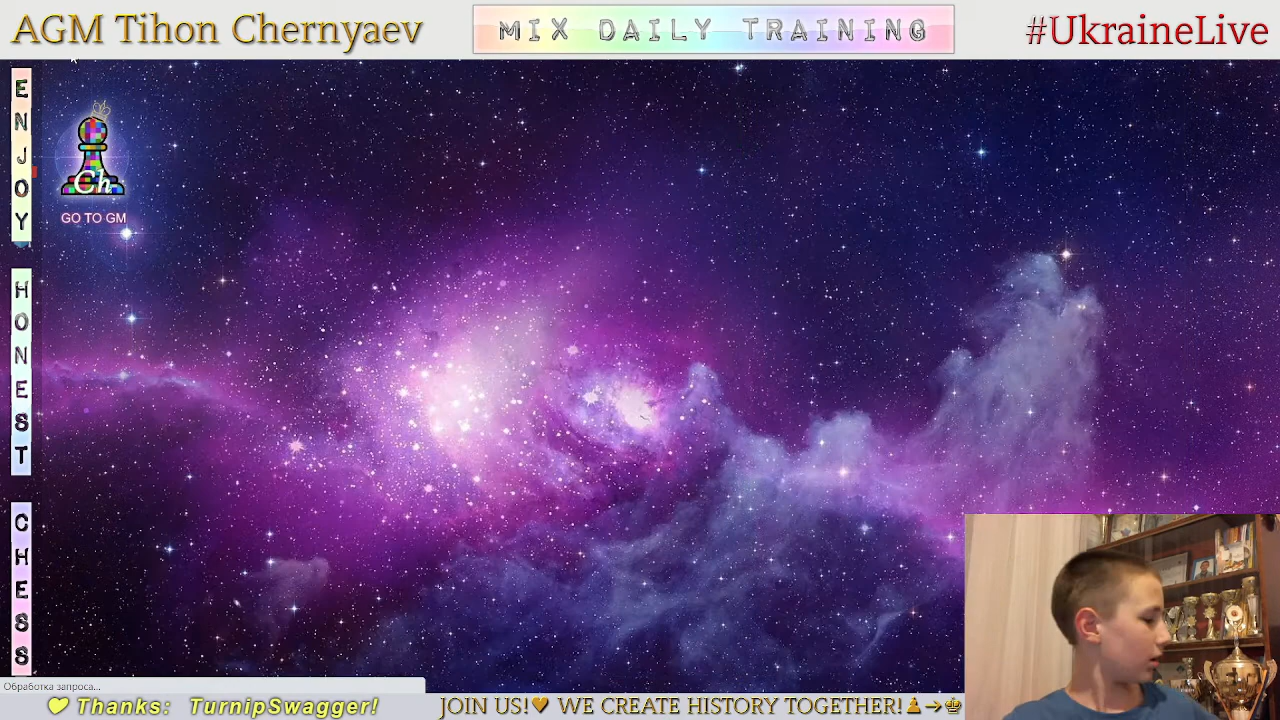 AGM Tihon Chernyaev
MIX DAILY TRAINING
#UkraineLive
ENJOY
HONEST
CHESS
Ch
GO TO GM
Обработка запроса...
Thanks: TurnipSwagger!
JOIN US! WE CREATE HISTORY TOGETHER!